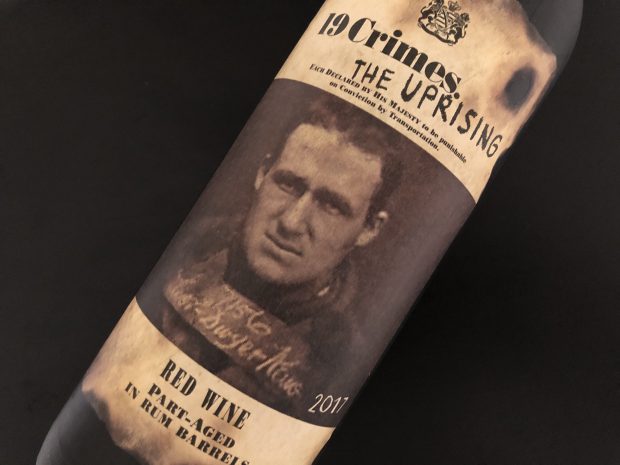 19 Crimes.
THE UPRISING
EACH DECLARED BY HIS MAJESTY to be punishable
on Conviction by Transportation.
RED WINE
PART-AGED
IN RUM BARRELS
2017